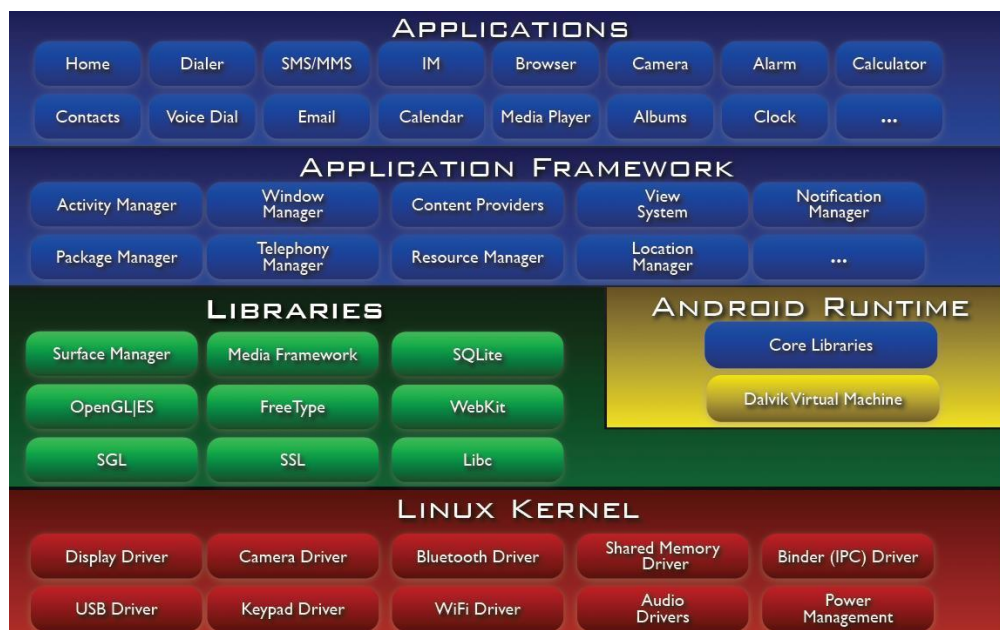 APPLICATIONS
Home
Dialer
SMS/MMS
IM
Browser
Camera
Alarm
Calculator
Contacts
Voice Dial
Email
Calendar
Media Player
Albums
Clock
...
APPLICATION FRAMEWORK
Activity Manager
Window
Manager
Content Providers
View
System
Notification
Manager
Package Manager
Telephony
Manager
Resource Manager
Location
Manager
...
LIBRARIES
Surface Manager
Media Framework
SQLite
OpenGL|ES
FreeType
WebKit
SGL
SSL
Libc
ANDROID RUNTIME
Core Libraries
Dalvik Virtual Machine
LINUX KERNEL
Display Driver
Camera Driver
Bluetooth Driver
Shared Memory
Driver
Binder (IPC) Driver
USB Driver
Keypad Driver
WiFi Driver
Audio
Drivers
Power
Management